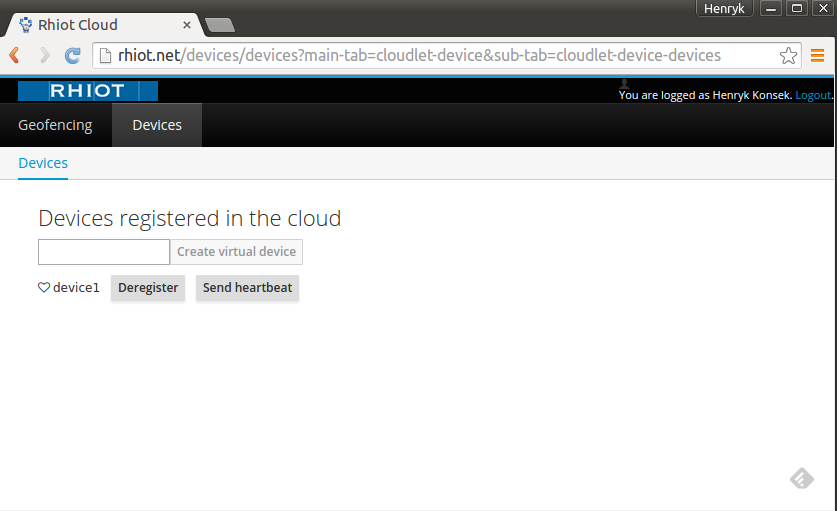 Henryk
Rhiot Cloud
rhiot.net/devices/devices?main-tab=cloudlet-device&sub-tab=cloudlet-device-devices
RHIOT
You are logged as Henryk Konsek. Logout.
Geofencing
Devices
Devices
Devices registered in the cloud
Create virtual device
device1
Deregister
Send heartbeat